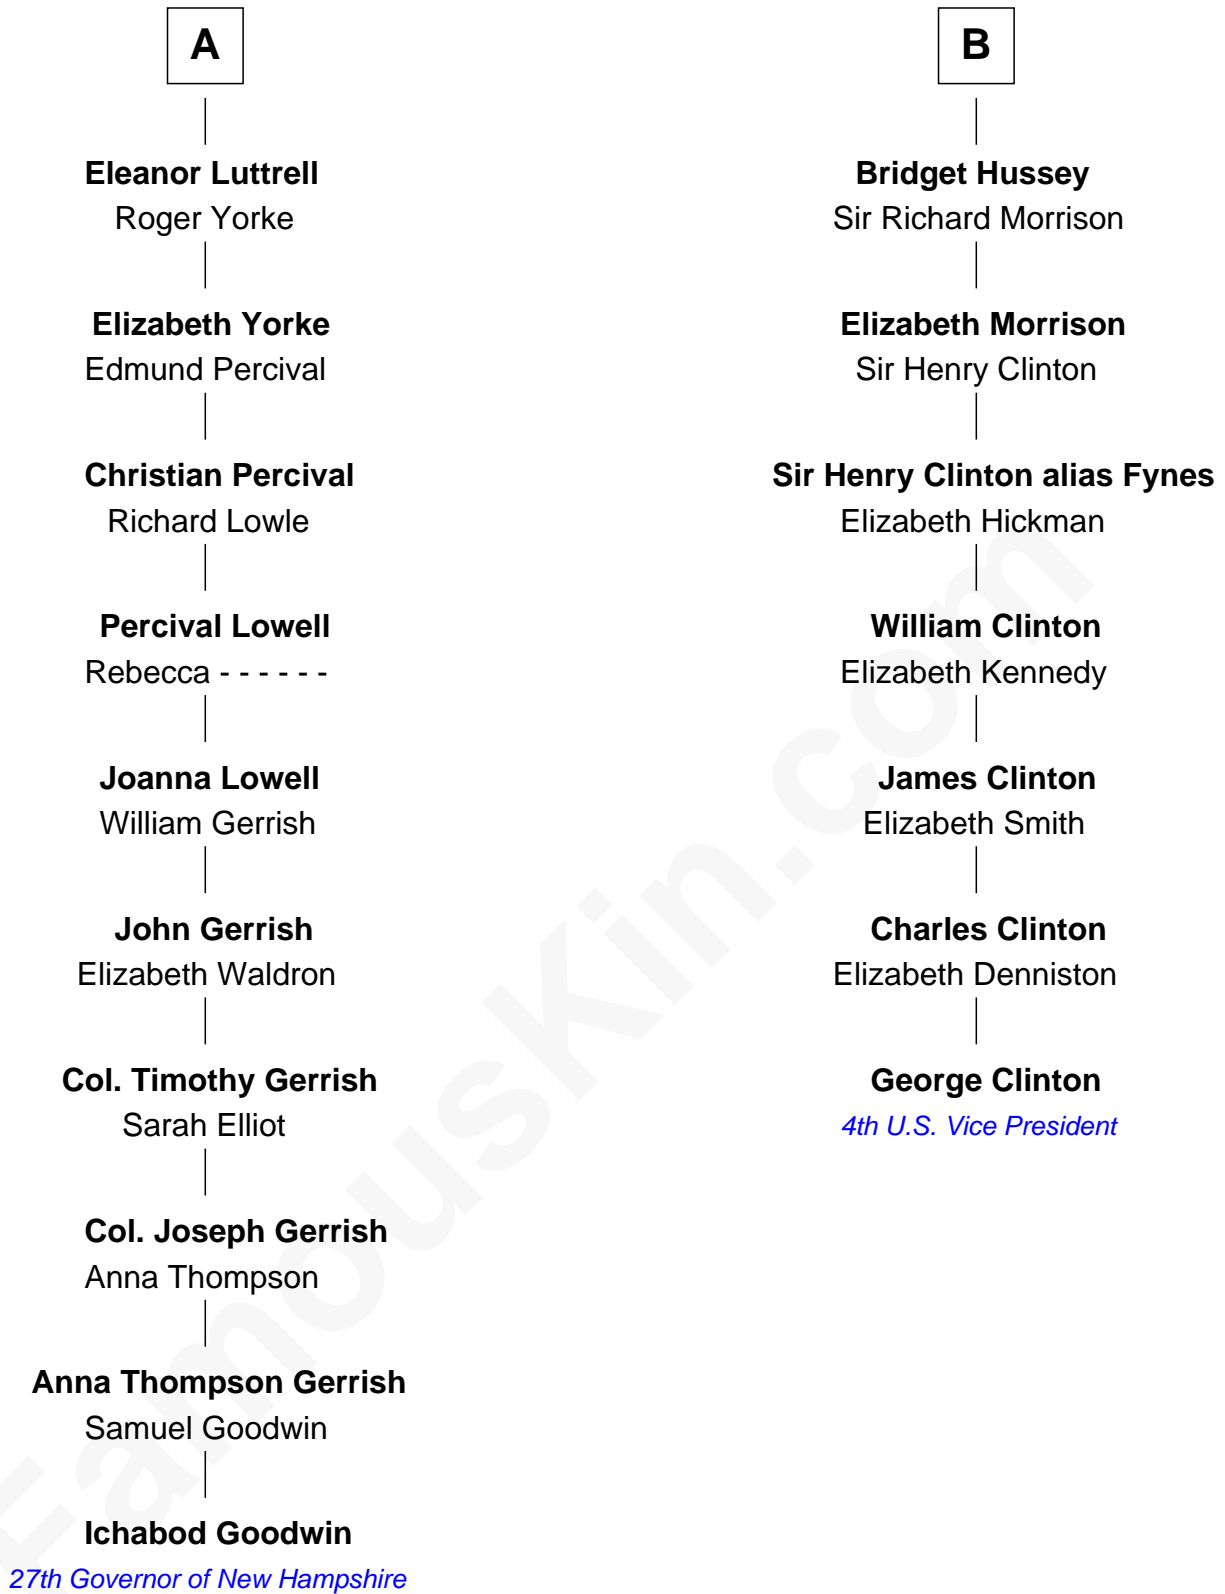 A
Eleanor Luttrell
Roger Yorke
Elizabeth Yorke
Edmund Percival
Christian Percival
Richard Lowle
Percival Lowell
Rebecca - - - - - -
Joanna Lowell
William Gerrish
John Gerrish
Elizabeth Waldron
Col. Timothy Gerrish
Sarah Elliot
Col. Joseph Gerrish
Anna Thompson
Anna Thompson Gerrish
Samuel Goodwin
Ichabod Goodwin
27th Governor of New Hampshire
B
Bridget Hussey
Sir Richard Morrison
Elizabeth Morrison
Sir Henry Clinton
Sir Henry Clinton alias Fynes
Elizabeth Hickman
William Clinton
Elizabeth Kennedy
James Clinton
Elizabeth Smith
Charles Clinton
Elizabeth Denniston
George Clinton
4th U.S. Vice President
FamousKin.com